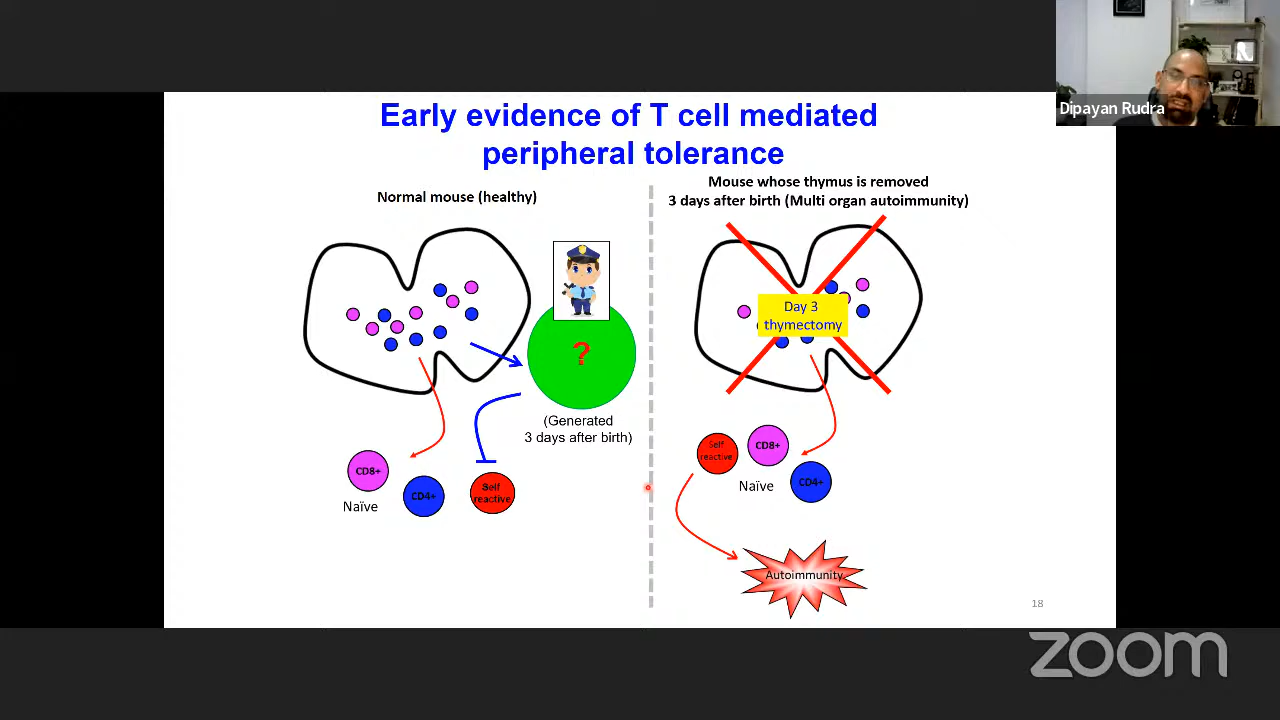 Dipayan Rudra
Early evidence of T cell mediated
peripheral tolerance
Normal mouse (healthy)
?
(Generated
3 days after birth)
CD8+
CD4+
Naïve
Self
reactive
Mouse whose thymus is removed
3 days after birth (Multi organ autoimmunity)
Day 3
thymectomy
Self
reactive
CD8+
Naïve
CD4+
Autoimmunity
18
zoom